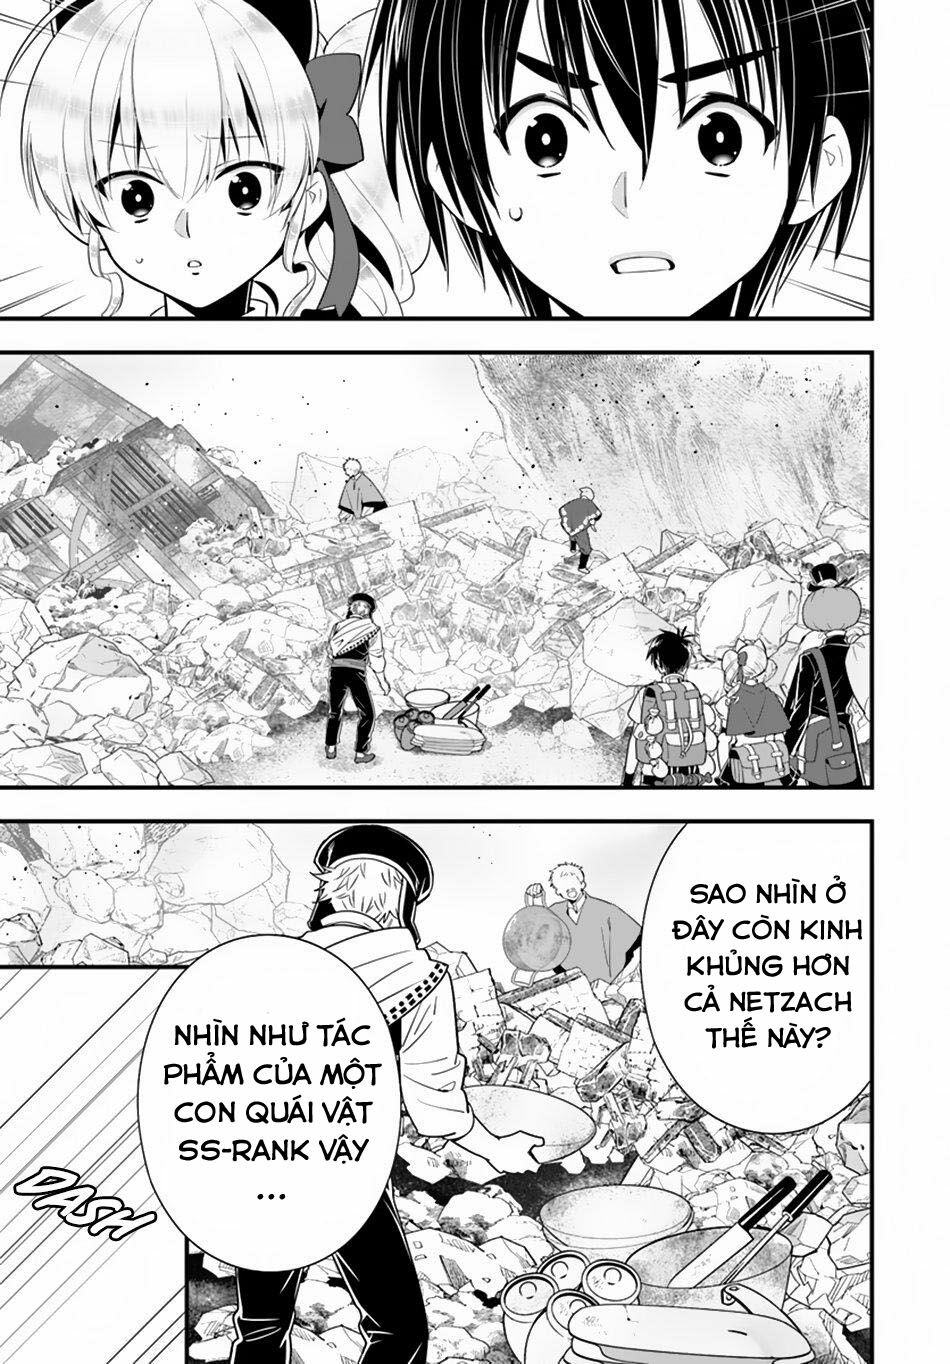 SAO NHÌN Ở
ĐÂY CÒN KINH
KHỦNG HƠN
CẢ NETZACH
THẾ NÀY?
NHÌN NHƯ TÁC
PHẨM CỦA MỘT
CON QUÁI VẬT
SS-RANK VẬY
...
DASH